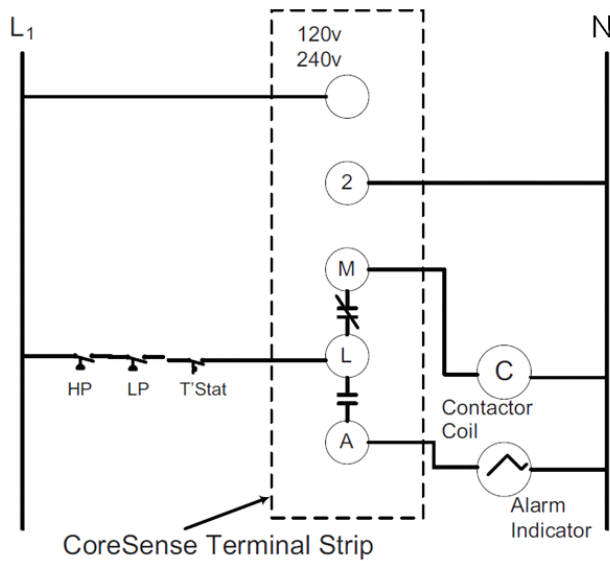 L1
N
120v
240v
2
M
L
HP
LP
T'Stat
C
Contactor
Coil
A
Alarm
Indicator
CoreSense Terminal Strip